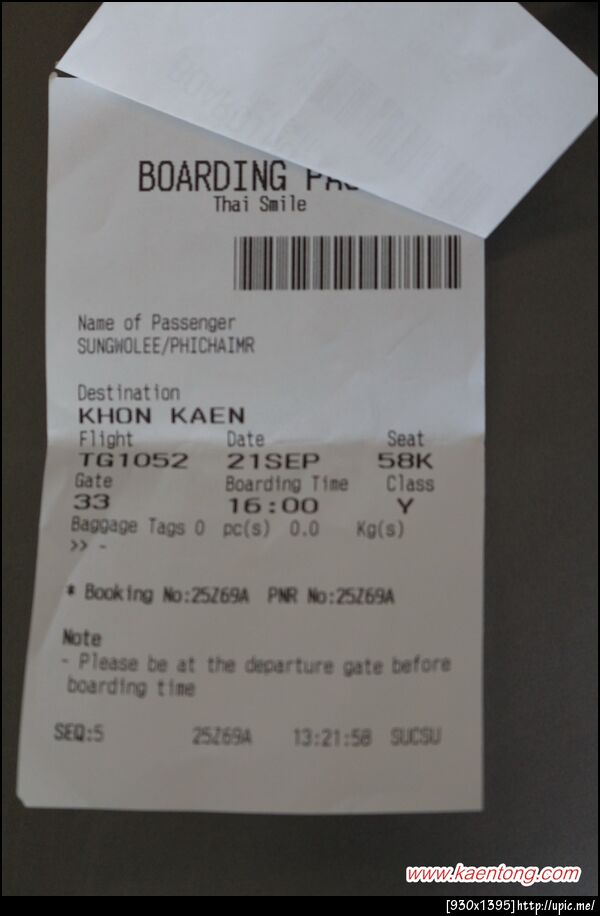 BOARDING PAS
Thai Smile
Name of Passenger
SUNGWOLEE/PHICHAIMR
Destination
KHON KAEN
Flight Date Seat
TG1052 21SEP 58K
Gate Boarding Time Class
33 16:00 Y
Baggage Tags 0 pc(s) 0.0 Kg(s)
>> -
* Booking No:25Z69A PNR No:25Z69A
Note
- Please be at the departure gate before
boarding time
SEQ:5 25Z69A 13:21:58 SUCSU
www.kaentong.com
[930x1395]http://upic.me/